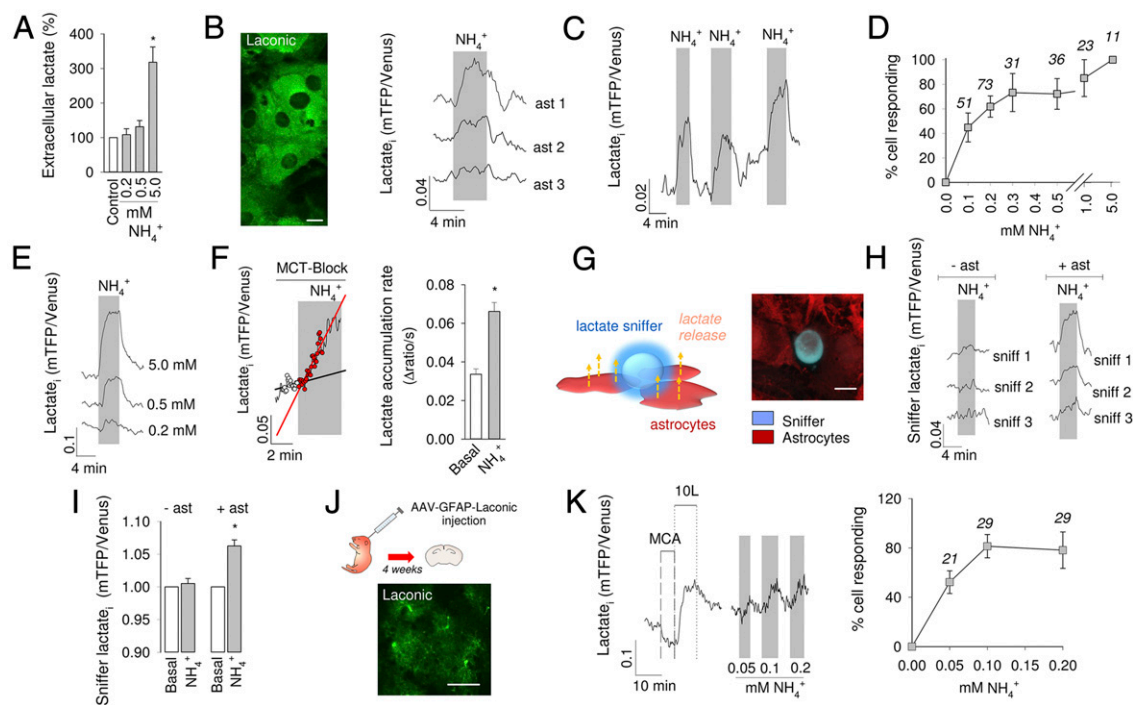 A
Extracellular lactate (%)
400
300
200
100
0
Control
0.2
0.5
5.0
*
mM
NH₄⁺
B
Laconic
Lactateᵢ (mTFP/Venus)
NH₄⁺
ast 1
ast 2
ast 3
0.04
4 min
C
Lactateᵢ (mTFP/Venus)
NH₄⁺ NH₄⁺ NH₄⁺
0.02
4 min
D
% cell responding
100
80
60
40
20
0
51
73
31
36
23
11
0.0 0.1 0.2 0.3 0.5 1.0 5.0
mM NH₄⁺
E
Lactateᵢ (mTFP/Venus)
NH₄⁺
5.0 mM
0.5 mM
0.2 mM
0.1
4 min
F
Lactateᵢ (mTFP/Venus)
MCT-Block
NH₄⁺
0.05
2 min
Lactate accumulation rate
(Δratio/s)
0.08
0.06
0.04
0.02
0.00
*
Basal
NH₄⁺
G
lactate sniffer
lactate
release
astrocytes
Sniffer
Astrocytes
H
Sniffer lactateᵢ (mTFP/Venus)
- ast
+ ast
NH₄⁺
NH₄⁺
sniff 1
sniff 2
sniff 3
sniff 1
sniff 2
sniff 3
0.04
4 min
I
Sniffer lactateᵢ (mTFP/Venus)
- ast + ast
1.10
1.05
1.00
0.95
0.90
*
Basal
NH₄⁺
Basal
NH₄⁺
J
AAV-GFAP-Laconic
injection
4 weeks
Laconic
K
Lactateᵢ (mTFP/Venus)
10L
MCA
0.1
10 min
0.05 0.1 0.2
mM NH₄⁺
% cell responding
120
80
40
0
21
29
29
0.00 0.05 0.10 0.15 0.20
mM NH₄⁺